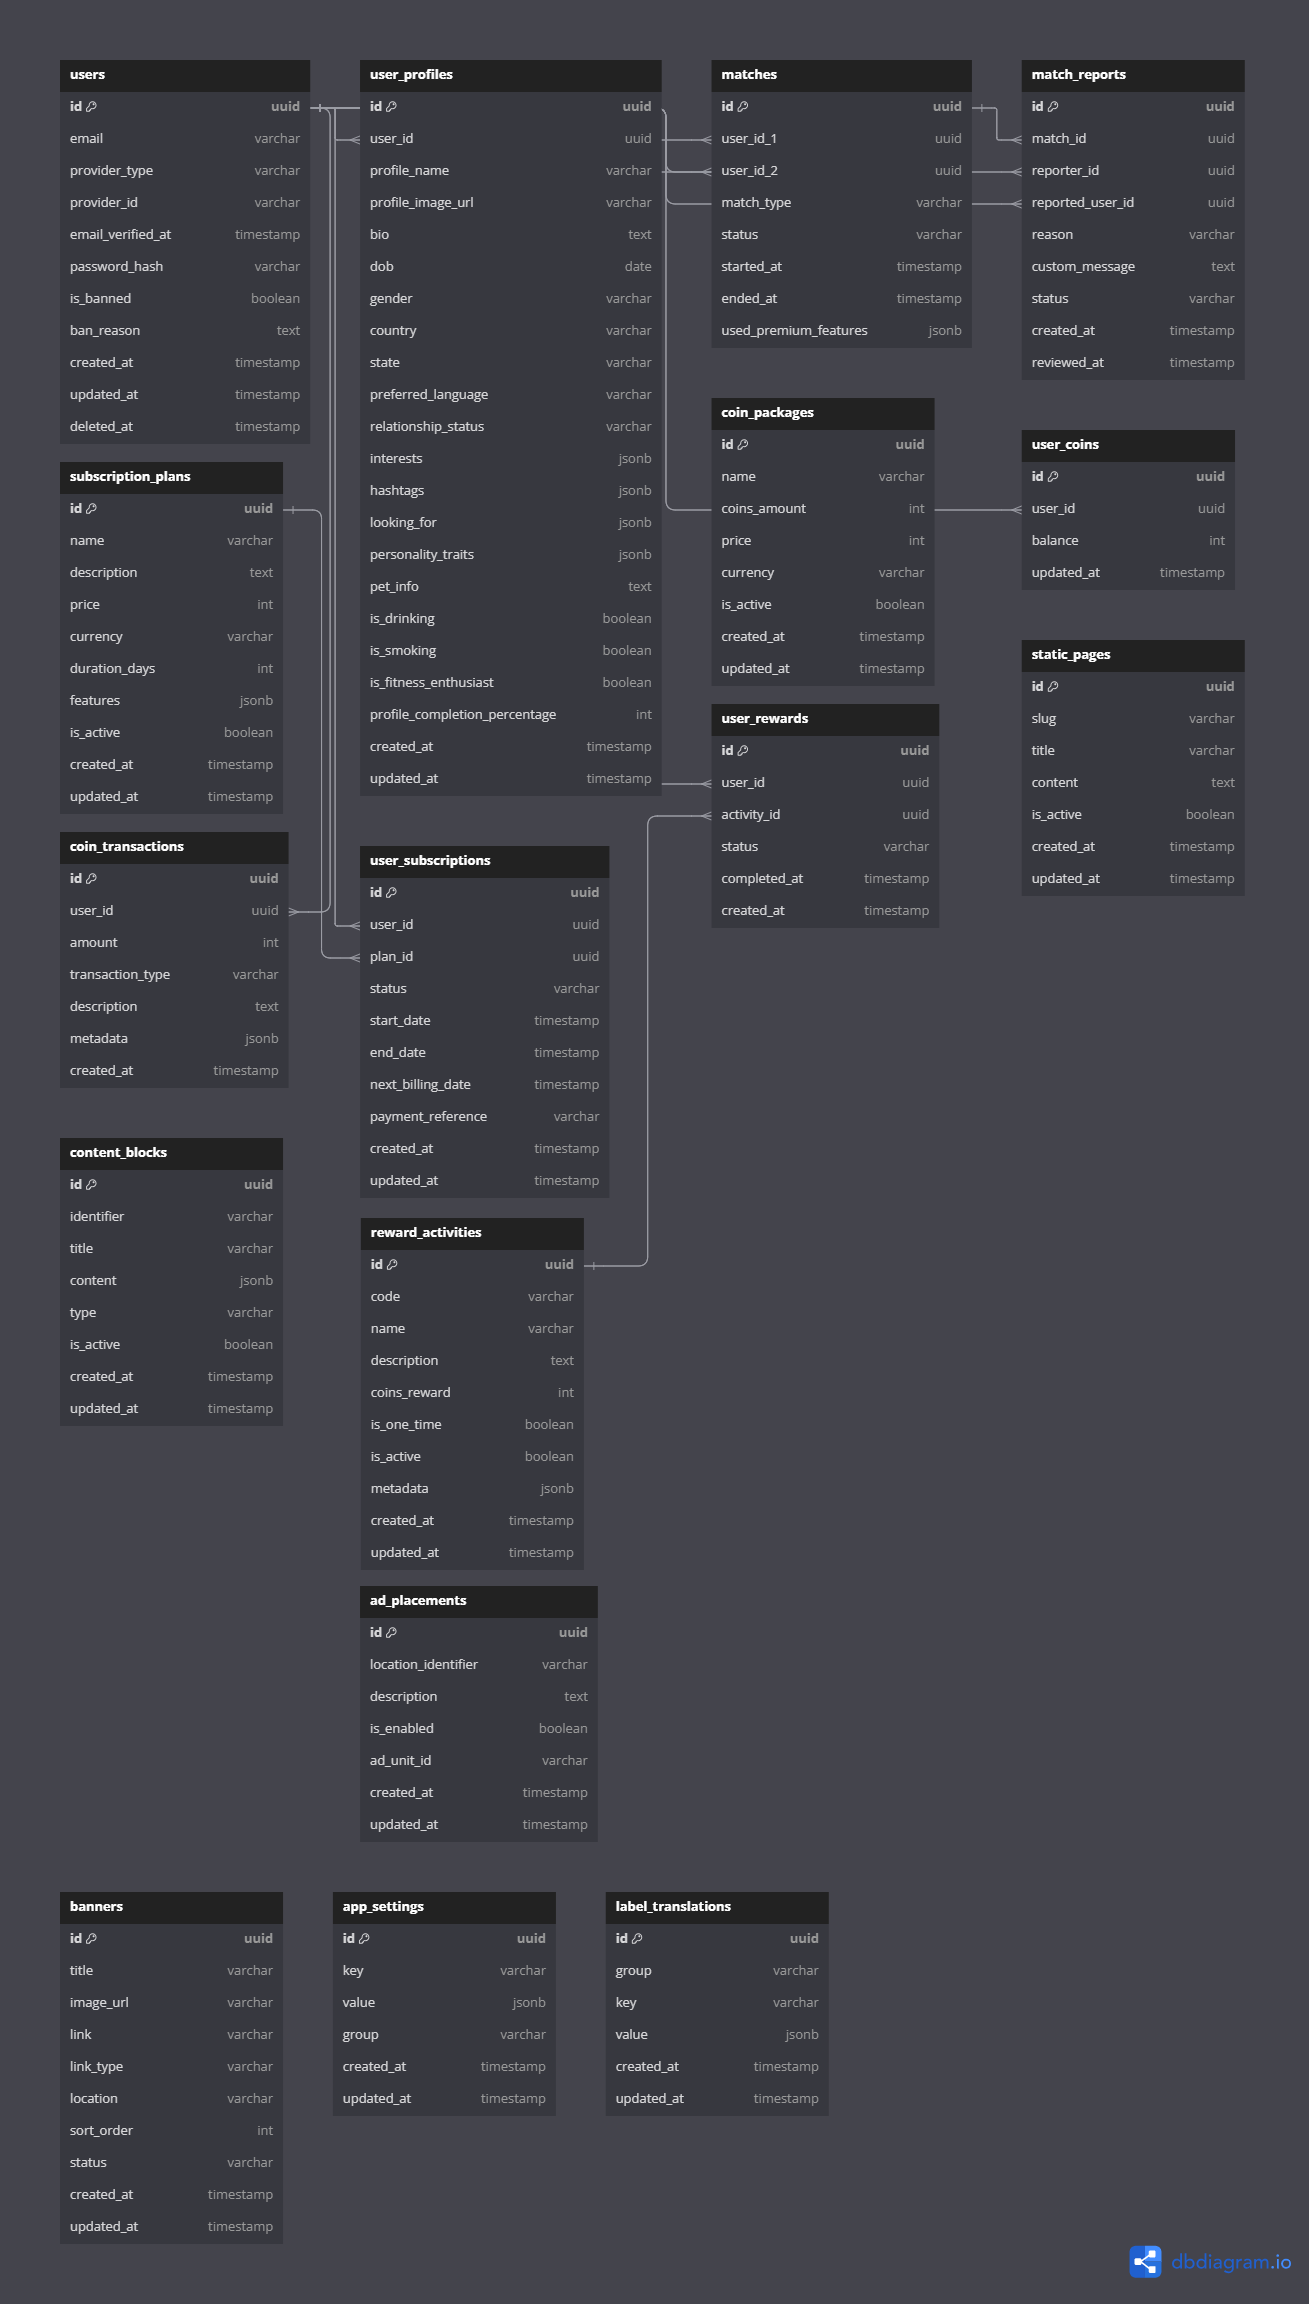 users
id uuid
email varchar
provider_type varchar
provider_id varchar
email_verified_at timestamp
password_hash varchar
is_banned boolean
ban_reason text
created_at timestamp
updated_at timestamp
deleted_at timestamp
user_profiles
id uuid
user_id uuid
profile_name varchar
profile_image_url varchar
bio text
dob date
gender varchar
country varchar
state varchar
preferred_language varchar
relationship_status varchar
interests jsonb
hashtags jsonb
looking_for jsonb
personality_traits jsonb
pet_info text
is_drinking boolean
is_smoking boolean
is_fitness_enthusiast boolean
profile_completion_percentage int
created_at timestamp
updated_at timestamp
matches
id uuid
user_id_1 uuid
user_id_2 uuid
match_type varchar
status varchar
started_at timestamp
ended_at timestamp
used_premium_features jsonb
match_reports
id uuid
match_id uuid
reporter_id uuid
reported_user_id uuid
reason varchar
custom_message text
status varchar
created_at timestamp
reviewed_at timestamp
subscription_plans
id uuid
name varchar
description text
price int
currency varchar
duration_days int
features jsonb
is_active boolean
created_at timestamp
updated_at timestamp
coin_packages
id uuid
name varchar
coins_amount int
price int
currency varchar
is_active boolean
created_at timestamp
updated_at timestamp
user_coins
id uuid
user_id uuid
balance int
updated_at timestamp
static_pages
id uuid
slug varchar
title varchar
content text
is_active boolean
created_at timestamp
updated_at timestamp
user_rewards
id uuid
user_id uuid
activity_id uuid
status varchar
completed_at timestamp
created_at timestamp
coin_transactions
id uuid
user_id uuid
amount int
transaction_type varchar
description text
metadata jsonb
created_at timestamp
user_subscriptions
id uuid
user_id uuid
plan_id uuid
status varchar
start_date timestamp
end_date timestamp
next_billing_date timestamp
payment_reference varchar
created_at timestamp
updated_at timestamp
content_blocks
id uuid
identifier varchar
title varchar
content jsonb
type varchar
is_active boolean
created_at timestamp
updated_at timestamp
reward_activities
id uuid
code varchar
name varchar
description text
coins_reward int
is_one_time boolean
is_active boolean
metadata jsonb
created_at timestamp
updated_at timestamp
ad_placements
id uuid
location_identifier varchar
description text
is_enabled boolean
ad_unit_id varchar
created_at timestamp
updated_at timestamp
banners
id uuid
title varchar
image_url varchar
link varchar
link_type varchar
location varchar
sort_order int
status varchar
created_at timestamp
updated_at timestamp
app_settings
id uuid
key varchar
value jsonb
group varchar
created_at timestamp
updated_at timestamp
label_translations
id uuid
group varchar
key varchar
value jsonb
created_at timestamp
updated_at timestamp
dbdiagram.io